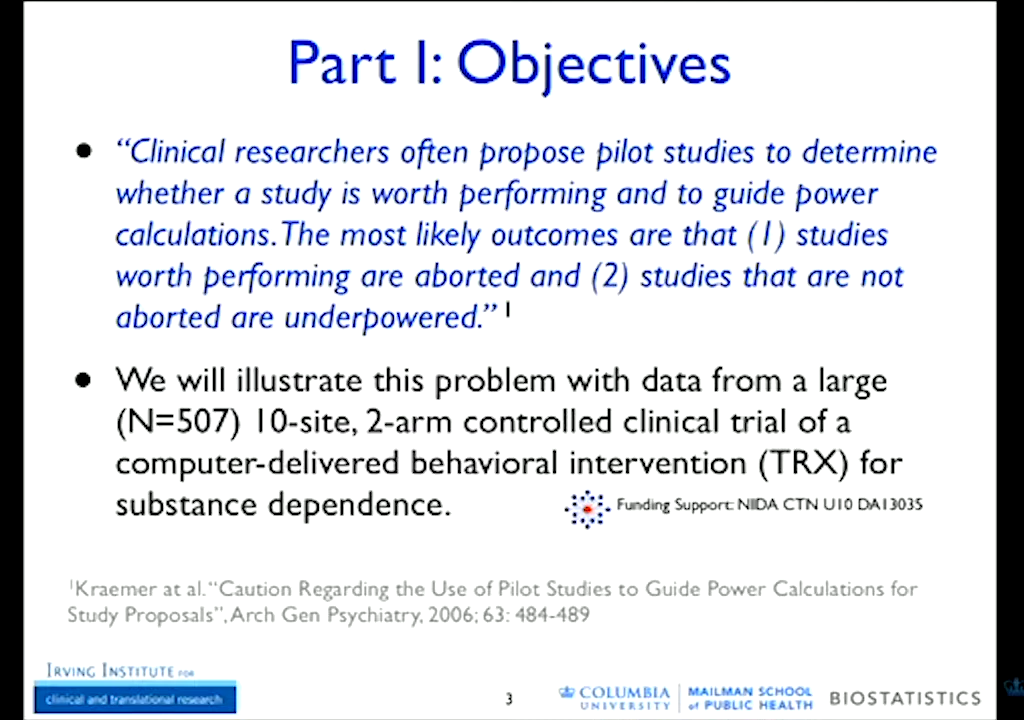 Part I: Objectives
• “Clinical researchers often propose pilot studies to determine
whether a study is worth performing and to guide power
calculations. The most likely outcomes are that (1) studies
worth performing are aborted and (2) studies that are not
aborted are underpowered.” 1
• We will illustrate this problem with data from a large
(N=507) 10-site, 2-arm controlled clinical trial of a
computer-delivered behavioral intervention (TRX) for
substance dependence.
Funding Support: NIDA CTN U10 DA13035
1Kraemer at al. “Caution Regarding the Use of Pilot Studies to Guide Power Calculations for
Study Proposals”, Arch Gen Psychiatry, 2006; 63: 484-489
IRVING INSTITUTE FOR
clinical and translational research
3
COLUMBIA
UNIVERSITY
MAILMAN SCHOOL
of PUBLIC HEALTH
BIOSTATISTICS